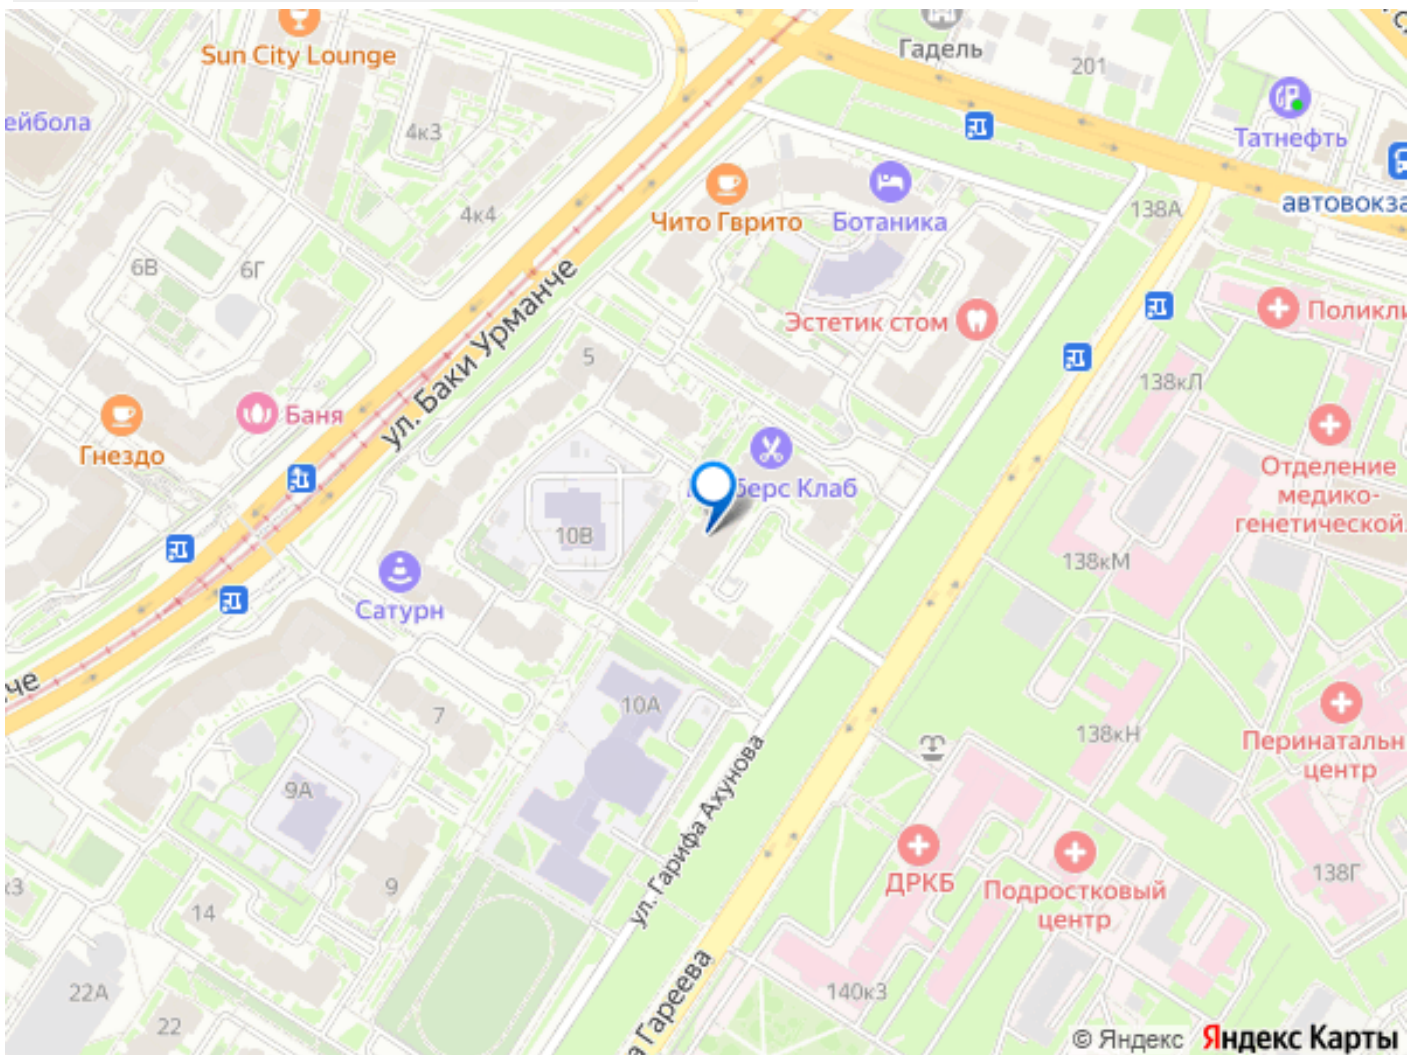 Sun City Lounge
Гадель
201
ейбола
4к3
Татнефть
4к4
Чито Гврито
Ботаника
138А
автовокза
6В
6Г
ул. Баки Урманче
Эстетик стом
Поликли
5
138кЛ
Баня
Гнездо
Отделение
медико-
генетической.
берс Клаб
10В
138кМ
Сатурн
че
10А
7
138кН
Перинатальн
центр
9А
ул. Гарифа Ахунова
ДРКБ
Подростковый
центр
138Г
к3
9
14
22А
140к3
а Гареева
22
© Яндекс Яндекс Карты